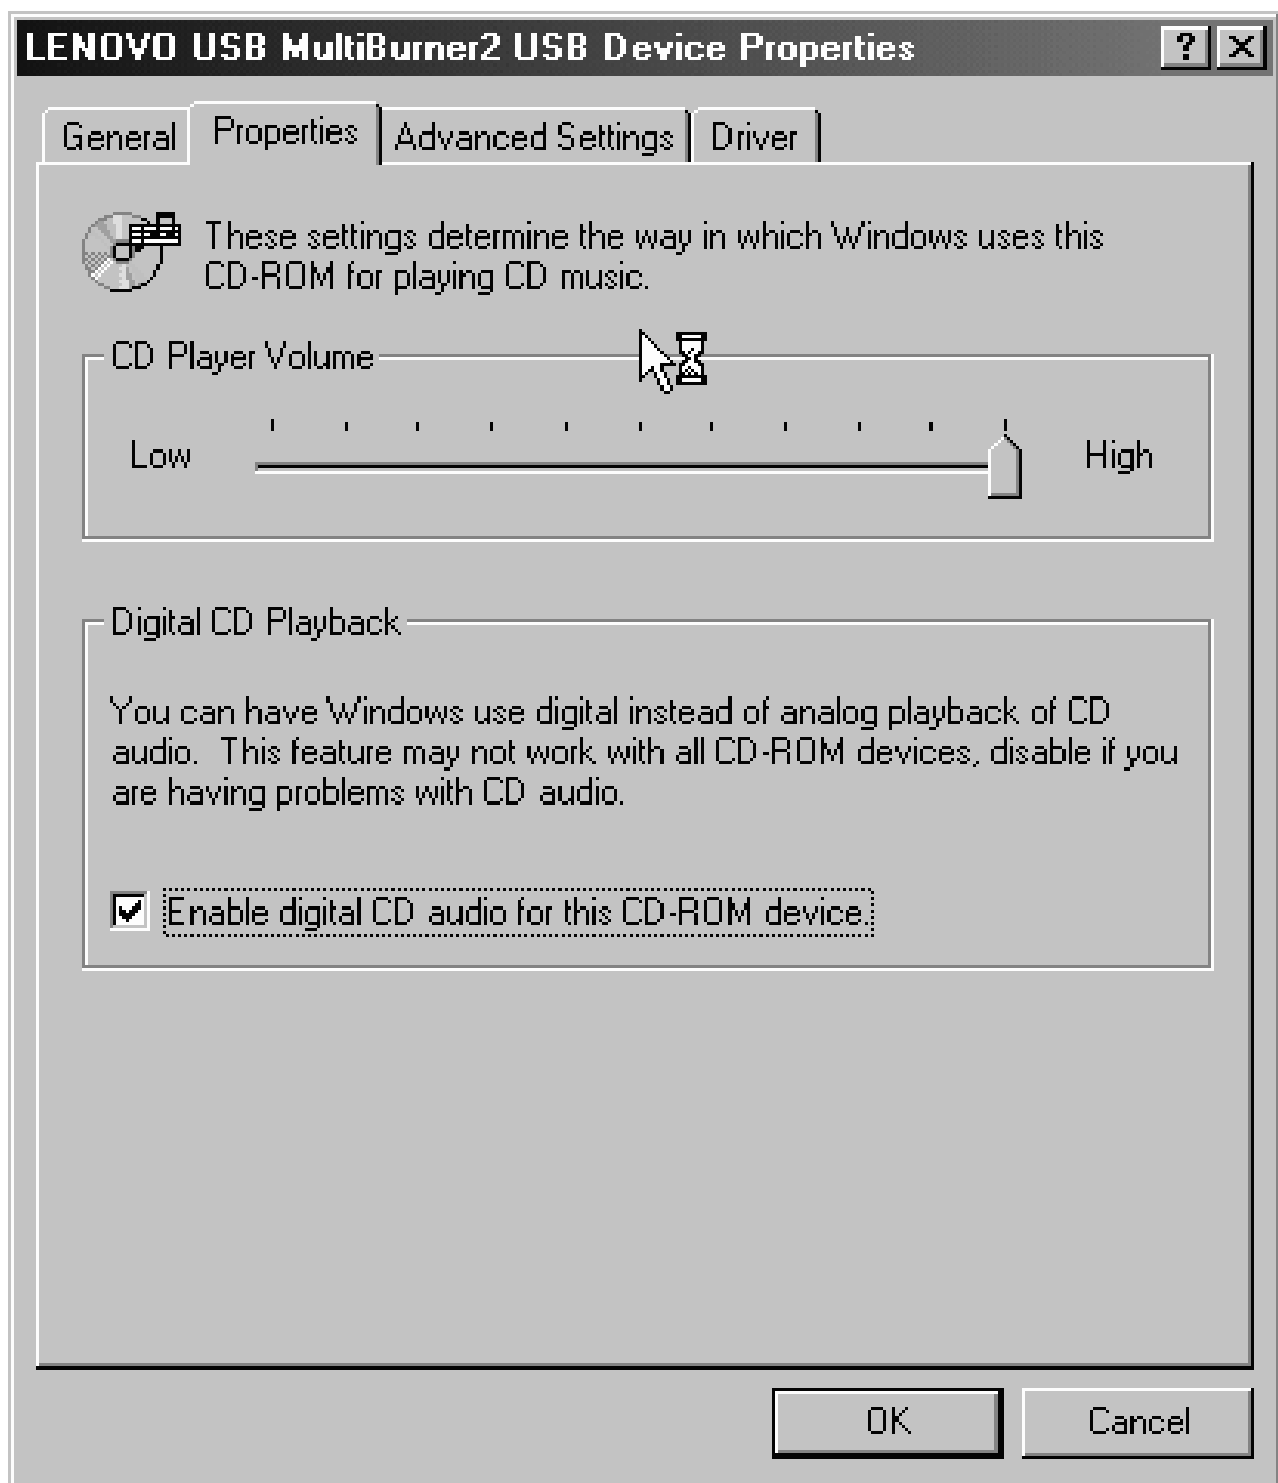 LENOVO USB MultiBurner2 USB Device Properties
General Properties Advanced Settings Driver
These settings determine the way in which Windows uses this
CD-ROM for playing CD music.
CD Player Volume
Low High
Digital CD Playback
You can have Windows use digital instead of analog playback of CD
audio.  This feature may not work with all CD-ROM devices, disable if you
are having problems with CD audio.
Enable digital CD audio for this CD-ROM device.
OK Cancel